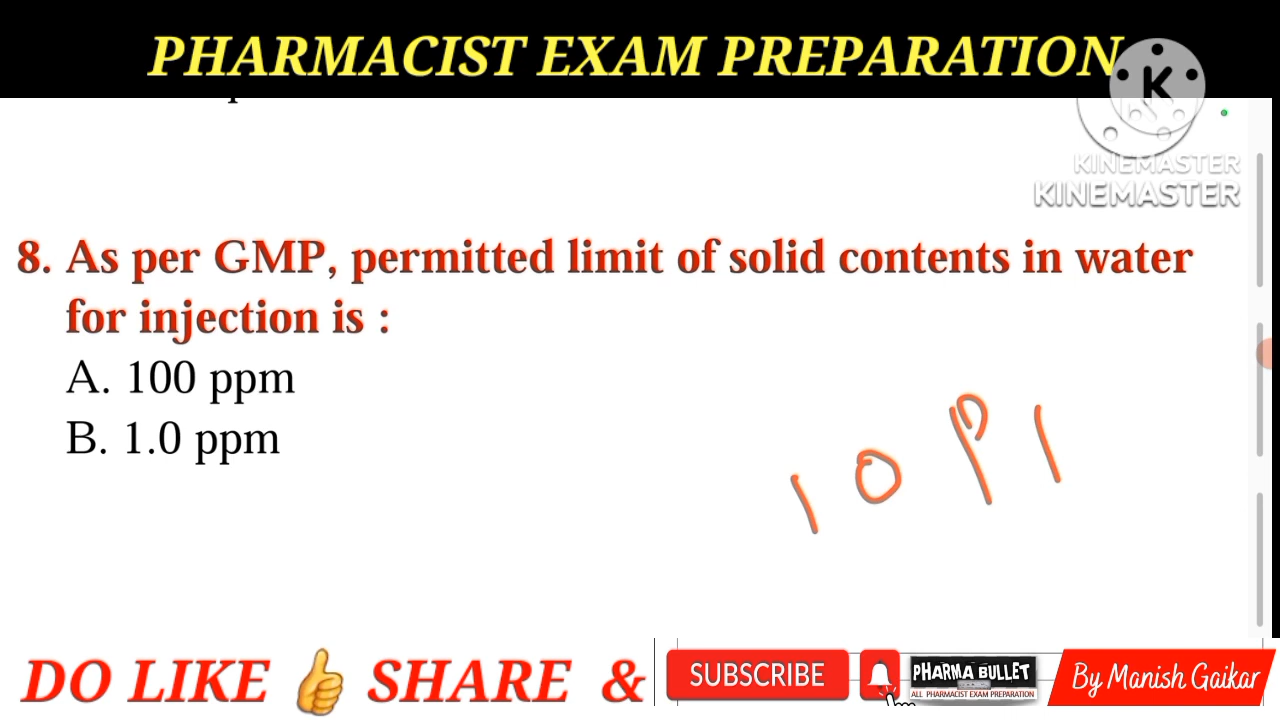 PHARMACIST EXAM PREPARATION
K
KINEMASTER
KINEMASTER
8. As per GMP, permitted limit of solid contents in water
for injection is :
A. 100 ppm
B. 1.0 ppm
10 P
DO LIKE 👍 SHARE &
SUBSCRIBE
PHARMA BULLET
ALL PHARMACIST EXAM PREPARATION
By Manish Gaikar